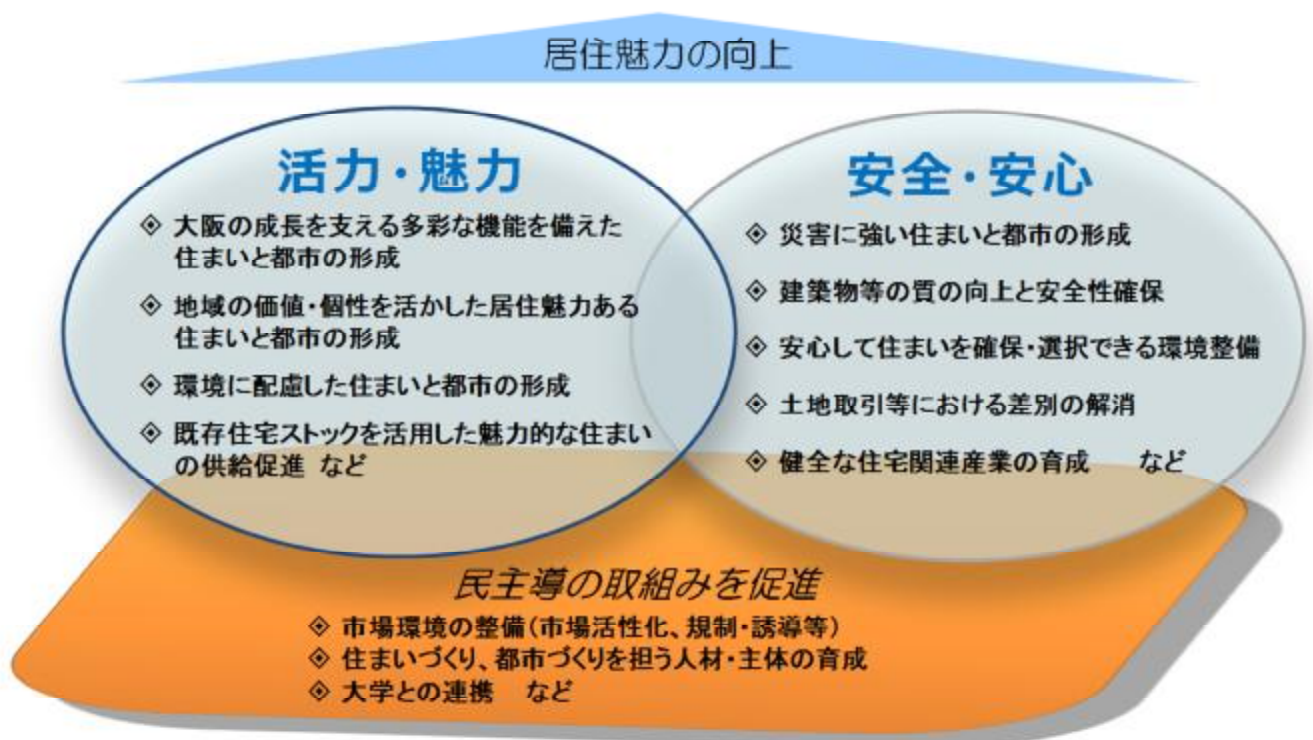 居住魅力の向上
活力・魅力
◈ 大阪の成長を支える多彩な機能を備えた
住まいと都市の形成
◈ 地域の価値・個性を活かした居住魅力ある
住まいと都市の形成
◈ 環境に配慮した住まいと都市の形成
◈ 既存住宅ストックを活用した魅力的な住まい
の供給促進 など
安全・安心
◈ 災害に強い住まいと都市の形成
◈ 建築物等の質の向上と安全性確保
◈ 安心して住まいを確保・選択できる環境整備
◈ 土地取引等における差別の解消
◈ 健全な住宅関連産業の育成 など
民主導の取組みを促進
◈ 市場環境の整備(市場活性化、規制・誘導等)
◈ 住まいづくり、都市づくりを担う人材・主体の育成
◈ 大学との連携 など